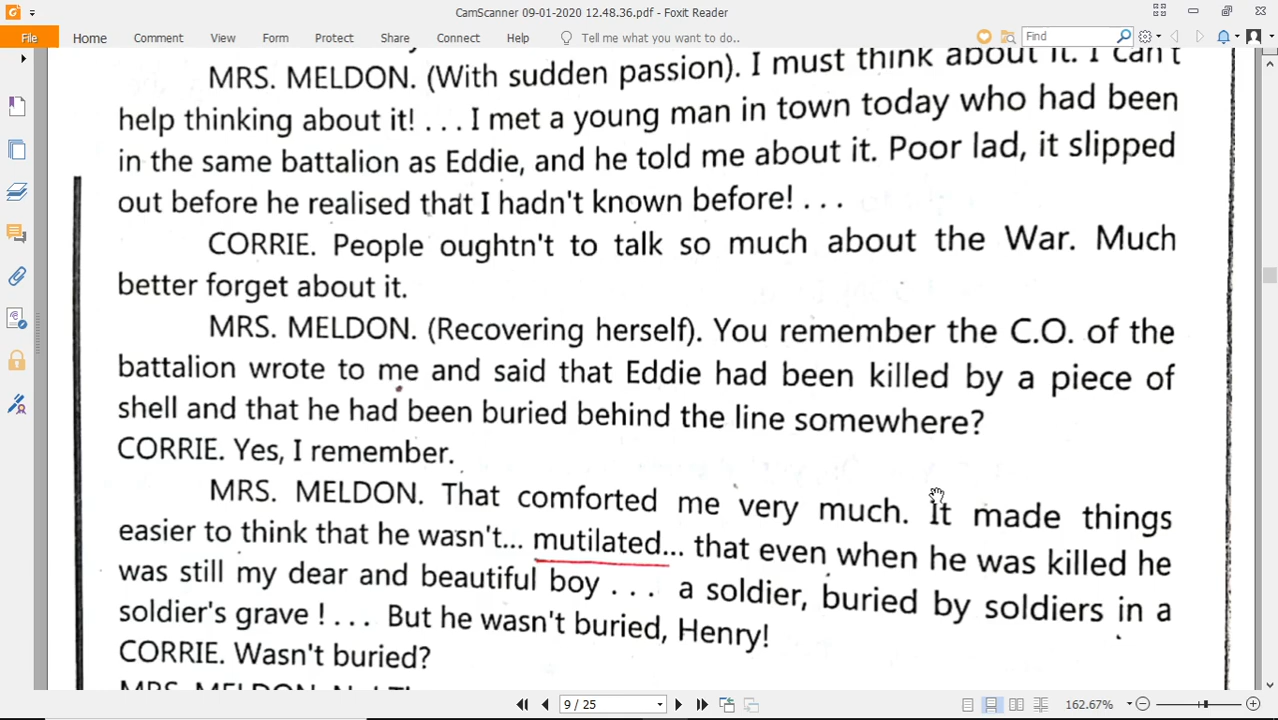 CamScanner 09-01-2020 12.48.36.pdf - Foxit Reader
File Home Comment View Form Protect Share Connect Help Tell me what you want to do.. Find
MRS. MELDON. (With sudden passion). I must think about it. I can't
help thinking about it! . . . I met a young man in town today who had been
in the same battalion as Eddie, and he told me about it. Poor lad, it slipped
out before he realised that I hadn't known before! . . .
CORRIE. People oughtn't to talk so much about the War. Much
better forget about it.
MRS. MELDON. (Recovering herself). You remember the C.O. of the
battalion wrote to me and said that Eddie had been killed by a piece of
shell and that he had been buried behind the line somewhere?
CORRIE. Yes, I remember.
MRS. MELDON. That comforted me very much. It made things
easier to think that he wasn't... mutilated... that even when he was killed he
was still my dear and beautiful boy . . . a soldier, buried by soldiers in a
soldier's grave ! . . . But he wasn't buried, Henry!
CORRIE. Wasn't buried?
9 / 25 162.67%